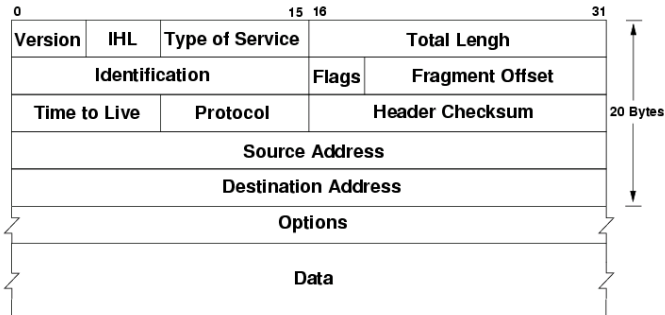 0 15 16 31
Version IHL Type of Service Total Lengh
Identification Flags Fragment Offset
Time to Live Protocol Header Checksum
20 Bytes
Source Address
Destination Address
Options
Data